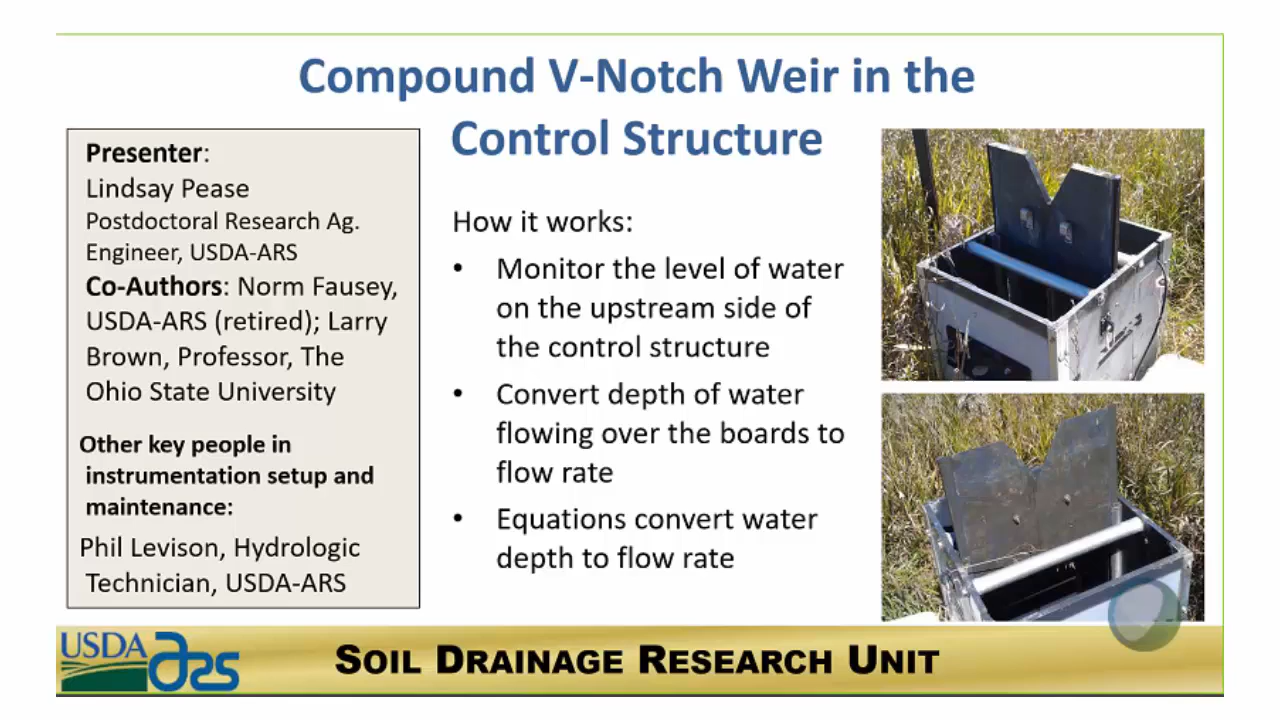 Compound V-Notch Weir in the
Control Structure
Presenter:
Lindsay Pease
Postdoctoral Research Ag.
Engineer, USDA-ARS
Co-Authors: Norm Fausey,
USDA-ARS (retired); Larry
Brown, Professor, The
Ohio State University
Other key people in
instrumentation setup and
maintenance:
Phil Levison, Hydrologic
Technician, USDA-ARS
How it works:
• Monitor the level of water
on the upstream side of
the control structure
• Convert depth of water
flowing over the boards to
flow rate
• Equations convert water
depth to flow rate
USDA ars
SOIL DRAINAGE RESEARCH UNIT